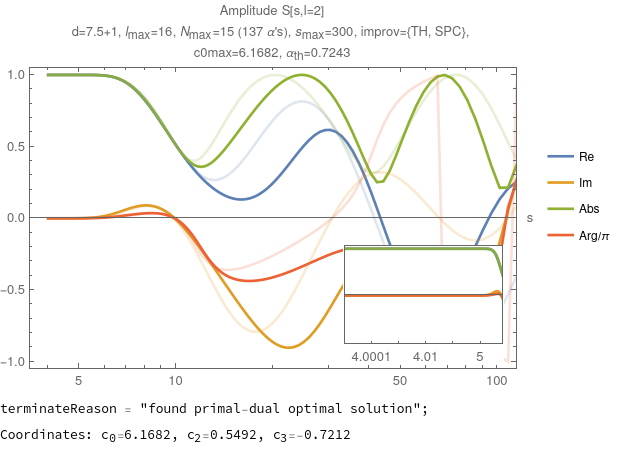 Amplitude S[s,l=2]
d=7.5+1, lmax=16, Nmax=15 (137 α's), smax=300, improv={TH, SPC},
c0max=6.1682, αth=0.7243
1.0
0.5
0.0
−0.5
−1.0
s
Re
Im
Abs
Arg/π
4.0001 4.01 5
5 10 50 100
terminateReason = "found primal-dual optimal solution";
Coordinates: c0=6.1682, c2=0.5492, c3=-0.7212